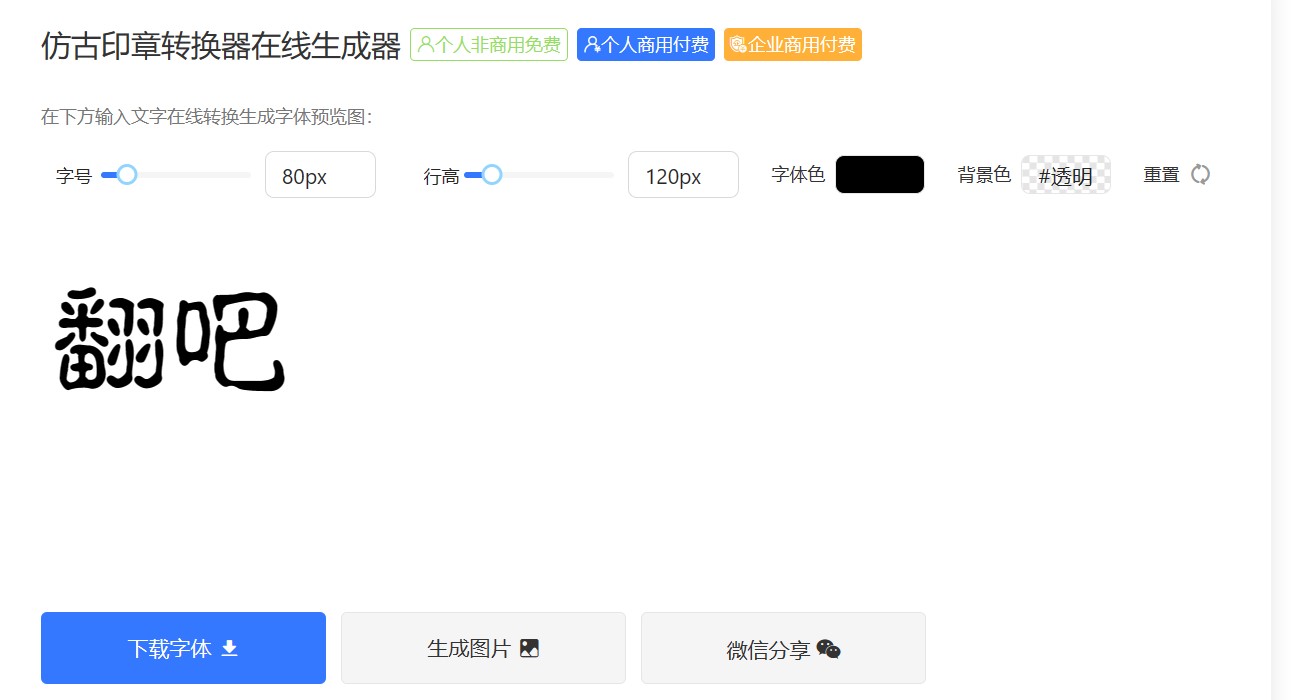 仿古印章转换器在线生成器 个人非商用免费 个人商用付费 企业商用付费
在下方输入文字在线转换生成字体预览图：
字号 80px 行高 120px 字体色 背景色 #透明 重置
翻吧
下载字体 生成图片 微信分享